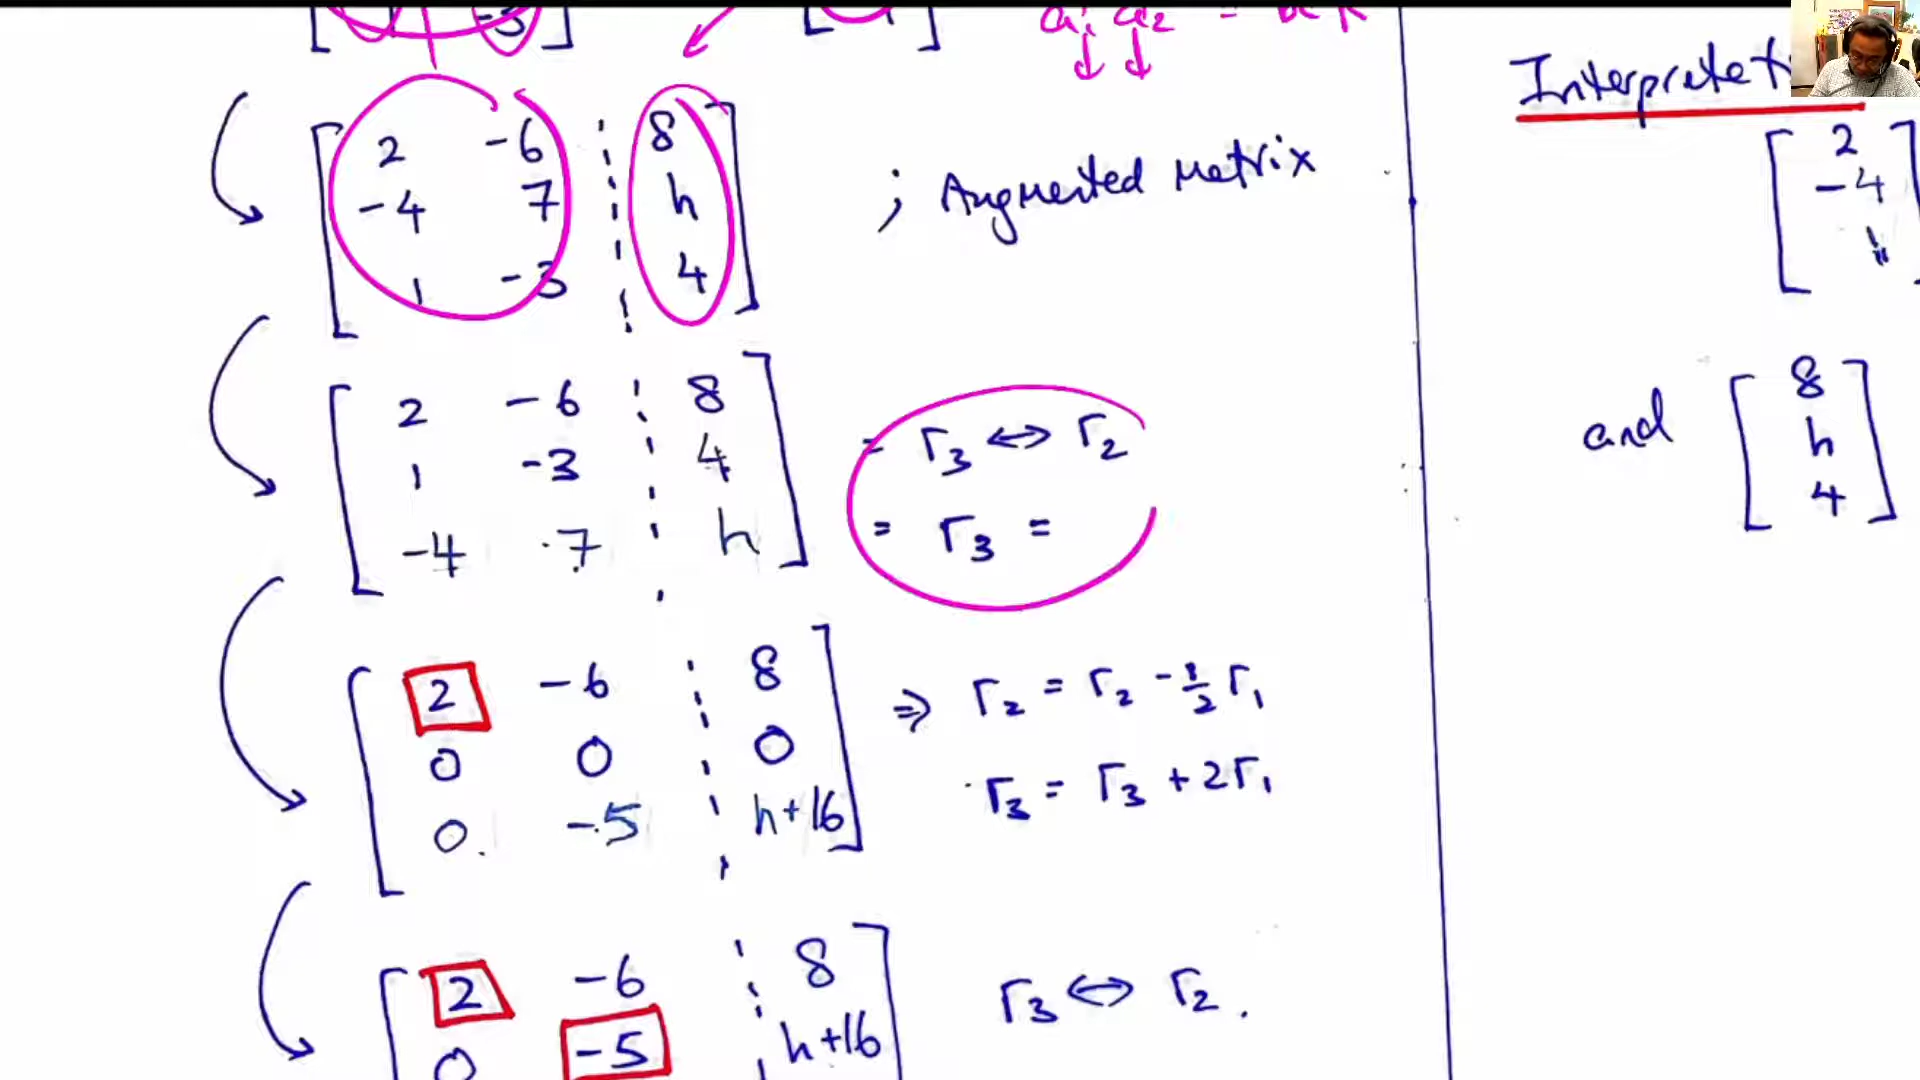 -3
a1 a2
2 -6 8
-4 7 h
1 -3 4
; Augmented matrix
2 -6 8
1 -3 4
-4 7 h
= r3 ↔ r2
= r3 =
2 -6 8
0 0 0
0 -5 h+16
⇒ r2 = r2 - 1/2 r1
r3 = r3 + 2r1
2 -6 8
0 -5 h+16
r3 ↔ r2.
2
-4
1
and
8
h
4